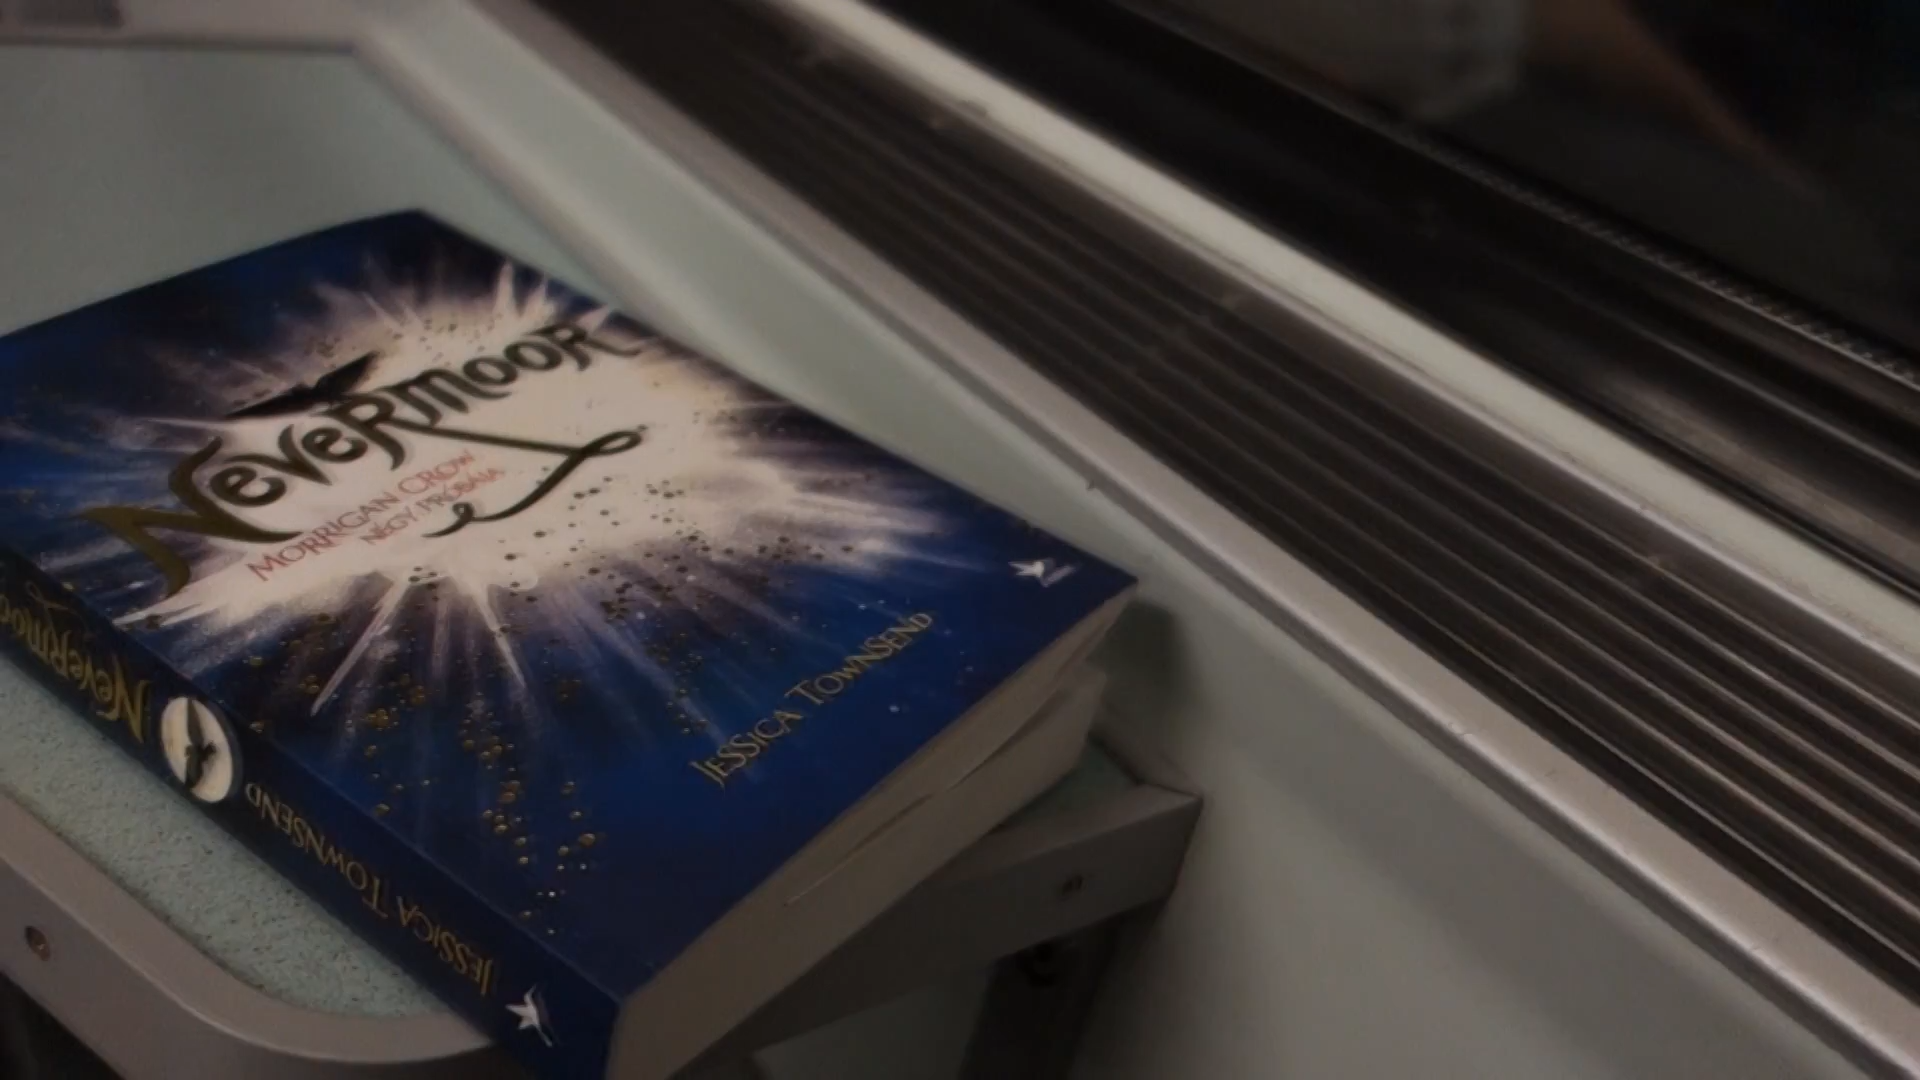 NEVERMOOR
MORRIGAN CROW
NÉGY PRÓBÁJA
JESSICA TOWNSEND
NEVERMOOR
JESSICA TOWNSEND